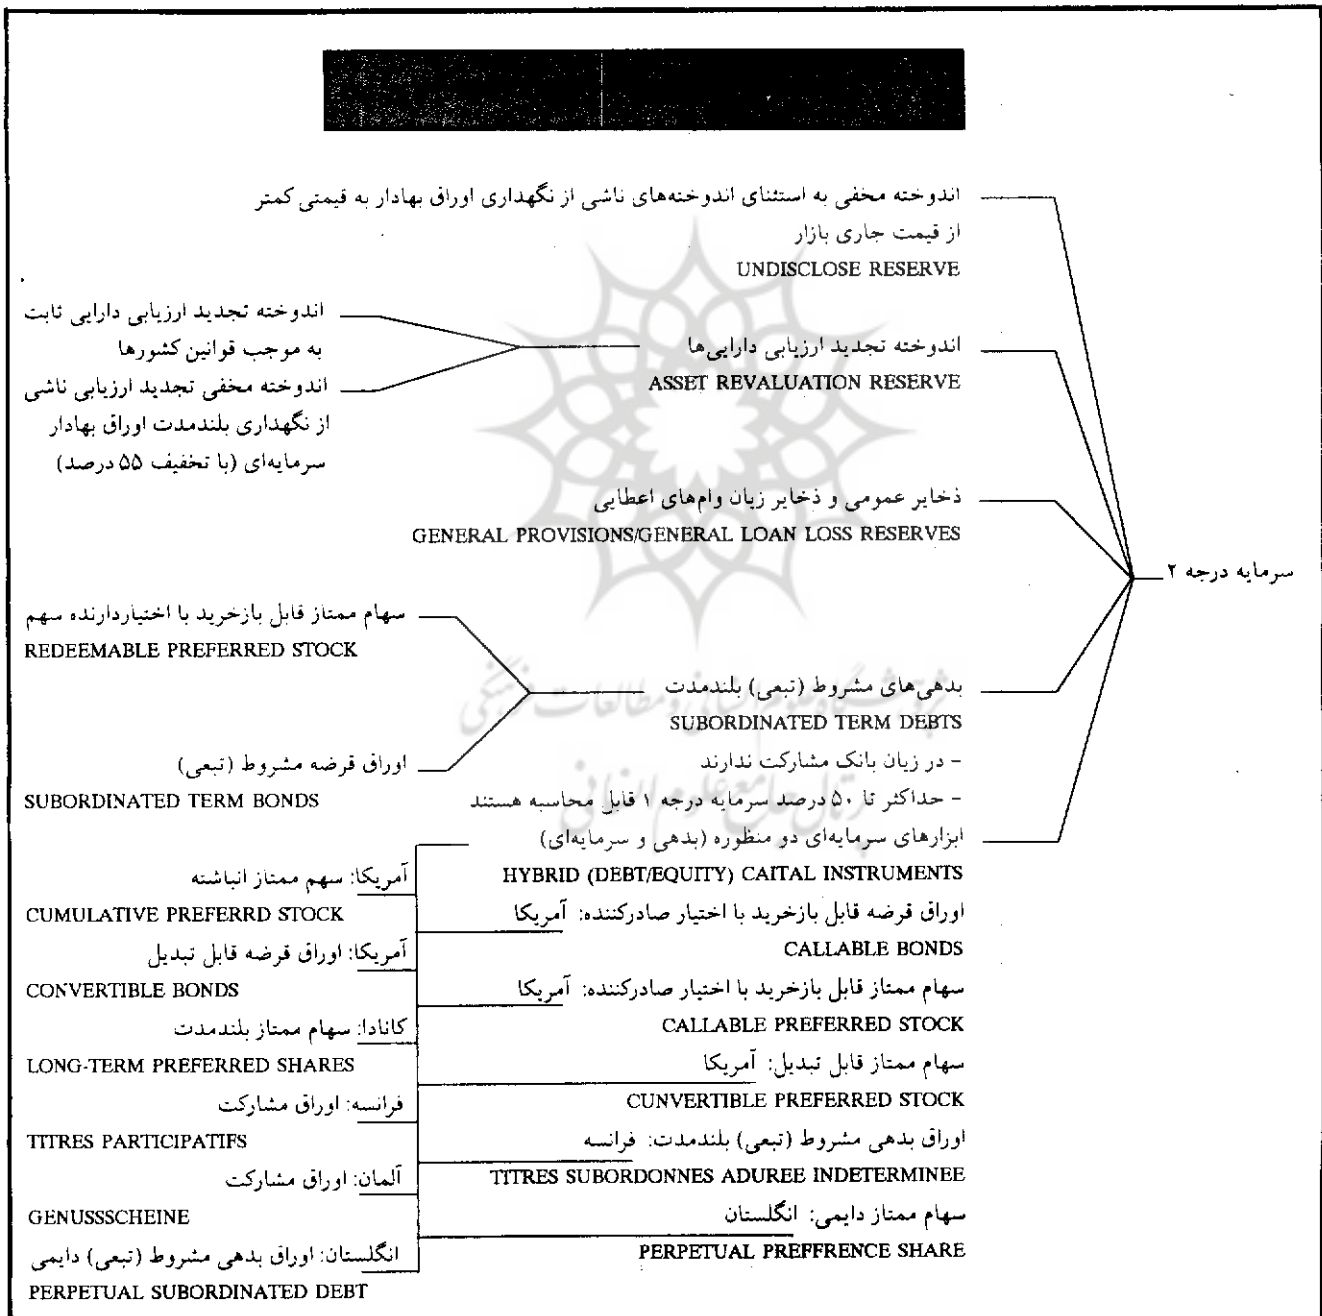 سرمایه درجه ۲
اندوخته مخفی به استثنای اندوخته‌های ناشی از نگهداری اوراق بهادار به قیمتی کمتر
از قیمت جاری بازار
UNDISCLOSE RESERVE
اندوخته تجدید ارزیابی دارایی‌ها
ASSET REVALUATION RESERVE
اندوخته تجدید ارزیابی دارایی ثابت
به موجب قوانین کشورها
اندوخته مخفی تجدید ارزیابی ناشی
از نگهداری بلندمدت اوراق بهادار
سرمایه‌ای (با تخفیف ۵۵ درصد)
ذخایر عمومی و ذخایر زیان وام‌های اعطایی
GENERAL PROVISIONS/GENERAL LOAN LOSS RESERVES
بدهی‌های مشروط (تبعی) بلندمدت
SUBORDINATED TERM DEBTS
- در زیان بانک مشارکت ندارند
- حداکثر تا ۵۰ درصد سرمایه درجه ۱ قابل محاسبه هستند
سهام ممتاز قابل بازخرید با اختیاردارنده سهم
REDEEMABLE PREFERRED STOCK
اوراق قرضه مشروط (تبعی)
SUBORDINATED TERM BONDS
ابزارهای سرمایه‌ای دو منظوره (بدهی و سرمایه‌ای)
HYBRID (DEBT/EQUITY) CAITAL INSTRUMENTS
اوراق قرضه قابل بازخرید با اختیار صادرکننده: آمریکا
CALLABLE BONDS
سهام ممتاز قابل بازخرید با اختیار صادرکننده: آمریکا
CALLABLE PREFERRED STOCK
سهام ممتاز قابل تبدیل: آمریکا
CUNVERTIBLE PREFERRED STOCK
اوراق بدهی مشروط (تبعی) بلندمدت: فرانسه
TITRES SUBORDONNES ADUREE INDETERMINEE
سهام ممتاز دایمی: انگلستان
PERPETUAL PREFFRENCE SHARE
آمریکا: سهم ممتاز انباشته
CUMULATIVE PREFERRD STOCK
آمریکا: اوراق قرضه قابل تبدیل
CONVERTIBLE BONDS
کانادا: سهام ممتاز بلندمدت
LONG-TERM PREFERRED SHARES
فرانسه: اوراق مشارکت
TITRES PARTICIPATIFS
آلمان: اوراق مشارکت
GENUSSSCHEINE
انگلستان: اوراق بدهی مشروط (تبعی) دایمی
PERPETUAL SUBORDINATED DEBT
پژوهشگاه علوم انسانی و مطالعات فرهنگی
پرتال جامع علوم انسانی